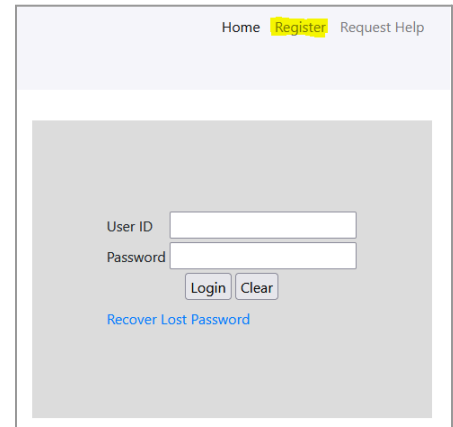 Home Register Request Help
User ID
Password
Login Clear
Recover Lost Password